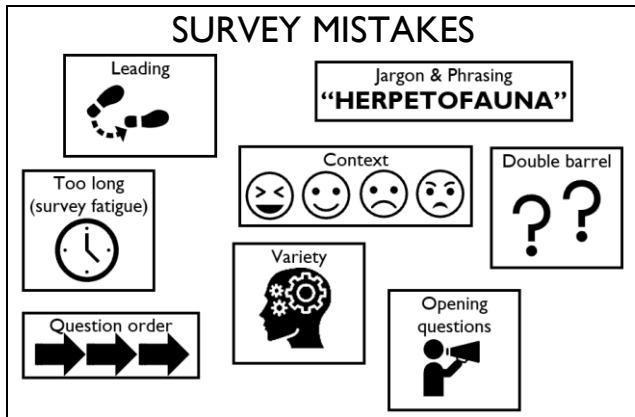 SURVEY MISTAKES
Leading
Jargon & Phrasing
“HERPETOFAUNA”
Context
Double barrel
? ?
Too long
(survey fatigue)
Variety
Opening
questions
Question order